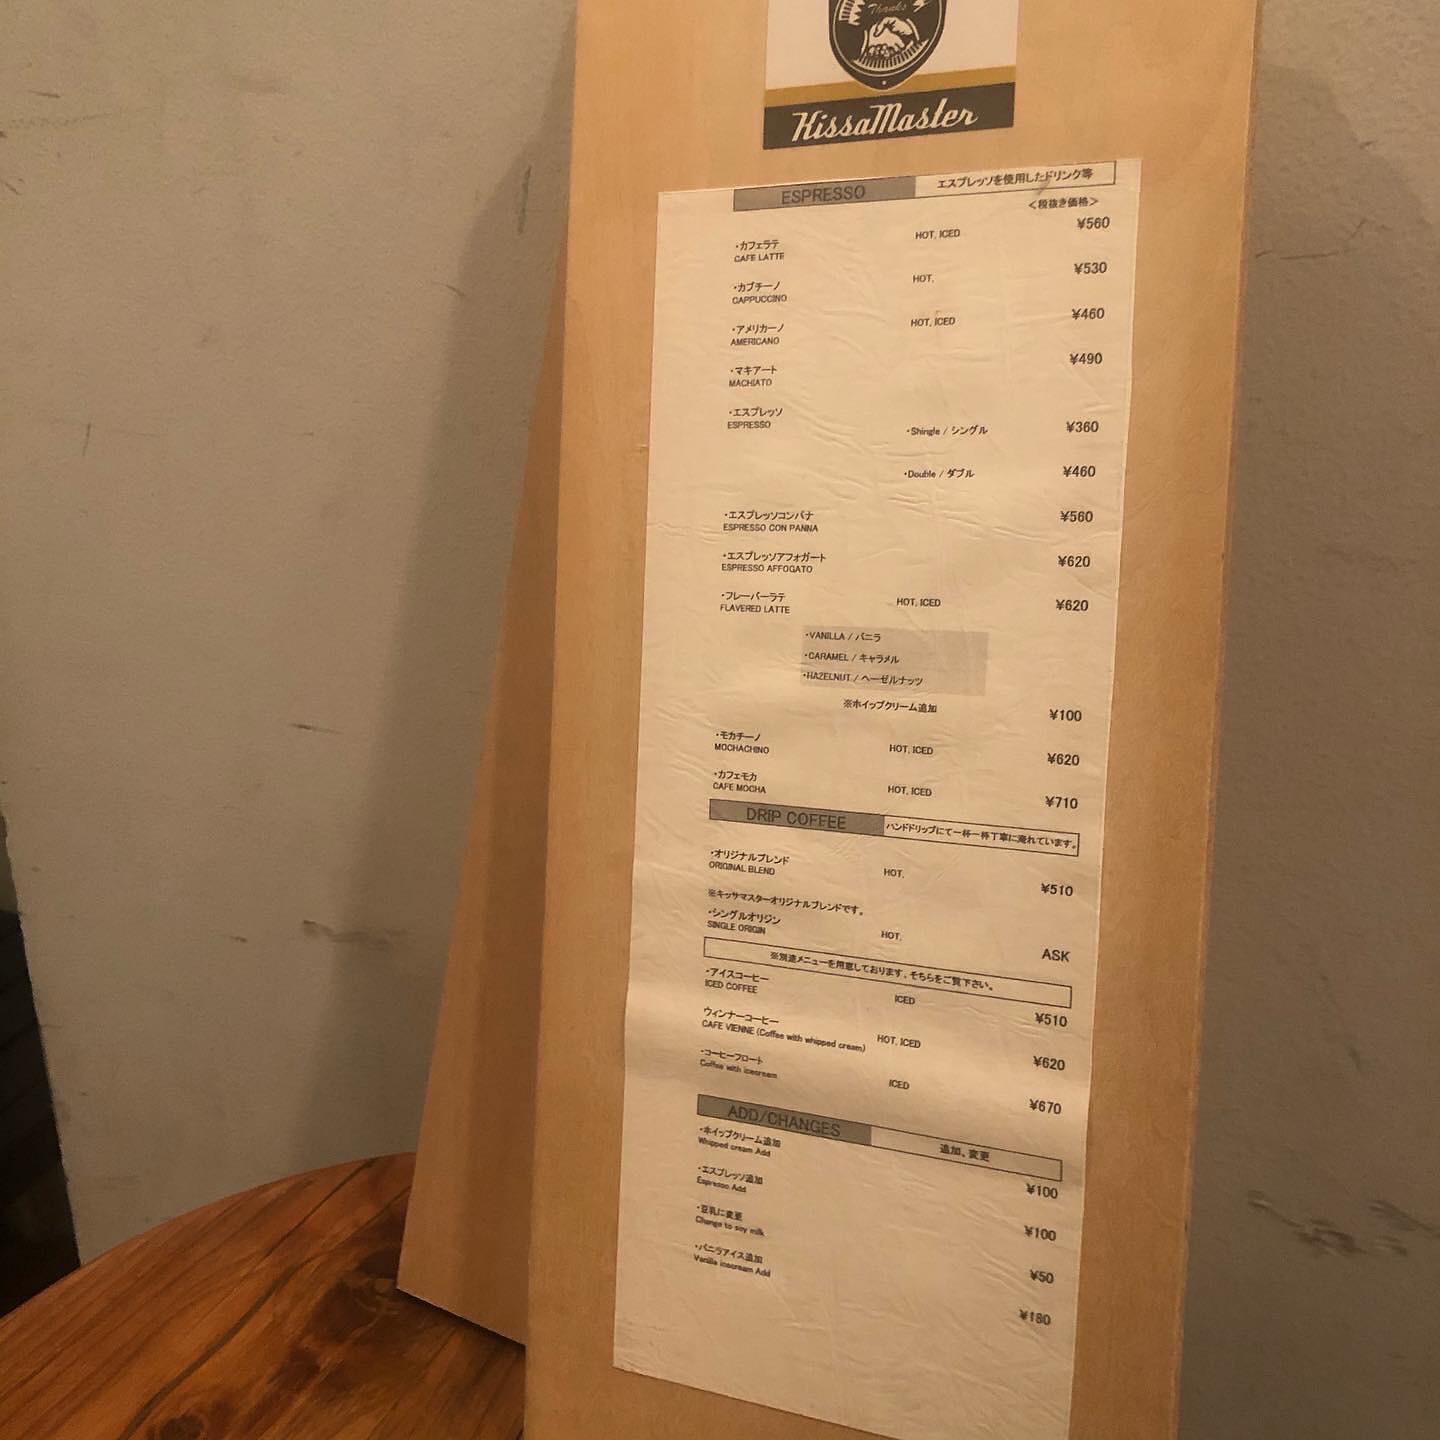 Thanks
KissaMaster
ESPRESSO エスプレッソを使用したドリンク等
＜税抜き価格＞
・カフェラテ HOT, ICED ¥560
CAFE LATTE
・カプチーノ HOT, ¥530
CAPPUCCINO
・アメリカーノ HOT, ICED ¥460
AMERICANO
・マキアート ¥490
MACHIATO
・エスプレッソ
ESPRESSO
・Shingle / シングル ¥360
・Double / ダブル ¥460
・エスプレッソコンパナ ¥560
ESPRESSO CON PANNA
・エスプレッソアフォガート ¥620
ESPRESSO AFFOGATO
・フレーバーラテ HOT, ICED ¥620
FLAVERED LATTE
・VANILLA / バニラ
・CARAMEL / キャラメル
・HAZELNUT / ヘーゼルナッツ
※ホイップクリーム追加 ¥100
・モカチーノ HOT, ICED ¥620
MOCHACHINO
・カフェモカ HOT, ICED ¥710
CAFE MOCHA
DRIP COFFEE ハンドドリップにて一杯一杯丁寧に淹れています。
・オリジナルブレンド HOT, ¥510
ORIGINAL BLEND
※キッサマスターオリジナルブレンドです。
・シングルオリジン HOT, ASK
SINGLE ORIGIN
※別途メニューを用意しております、そちらをご覧下さい。
・アイスコーヒー ICED ¥510
ICED COFFEE
ウィンナーコーヒー HOT, ICED ¥620
CAFE VIENNE (Coffee with whipped cream)
・コーヒーフロート ICED ¥670
Coffee with icecream
ADD/CHANGES 追加、変更
・ホイップクリーム追加 ¥100
Whipped cream Add
・エスプレッソ追加 ¥100
Espresso Add
・豆乳に変更 ¥50
Change to soy milk
・バニラアイス追加 ¥180
Vanilla icecream Add